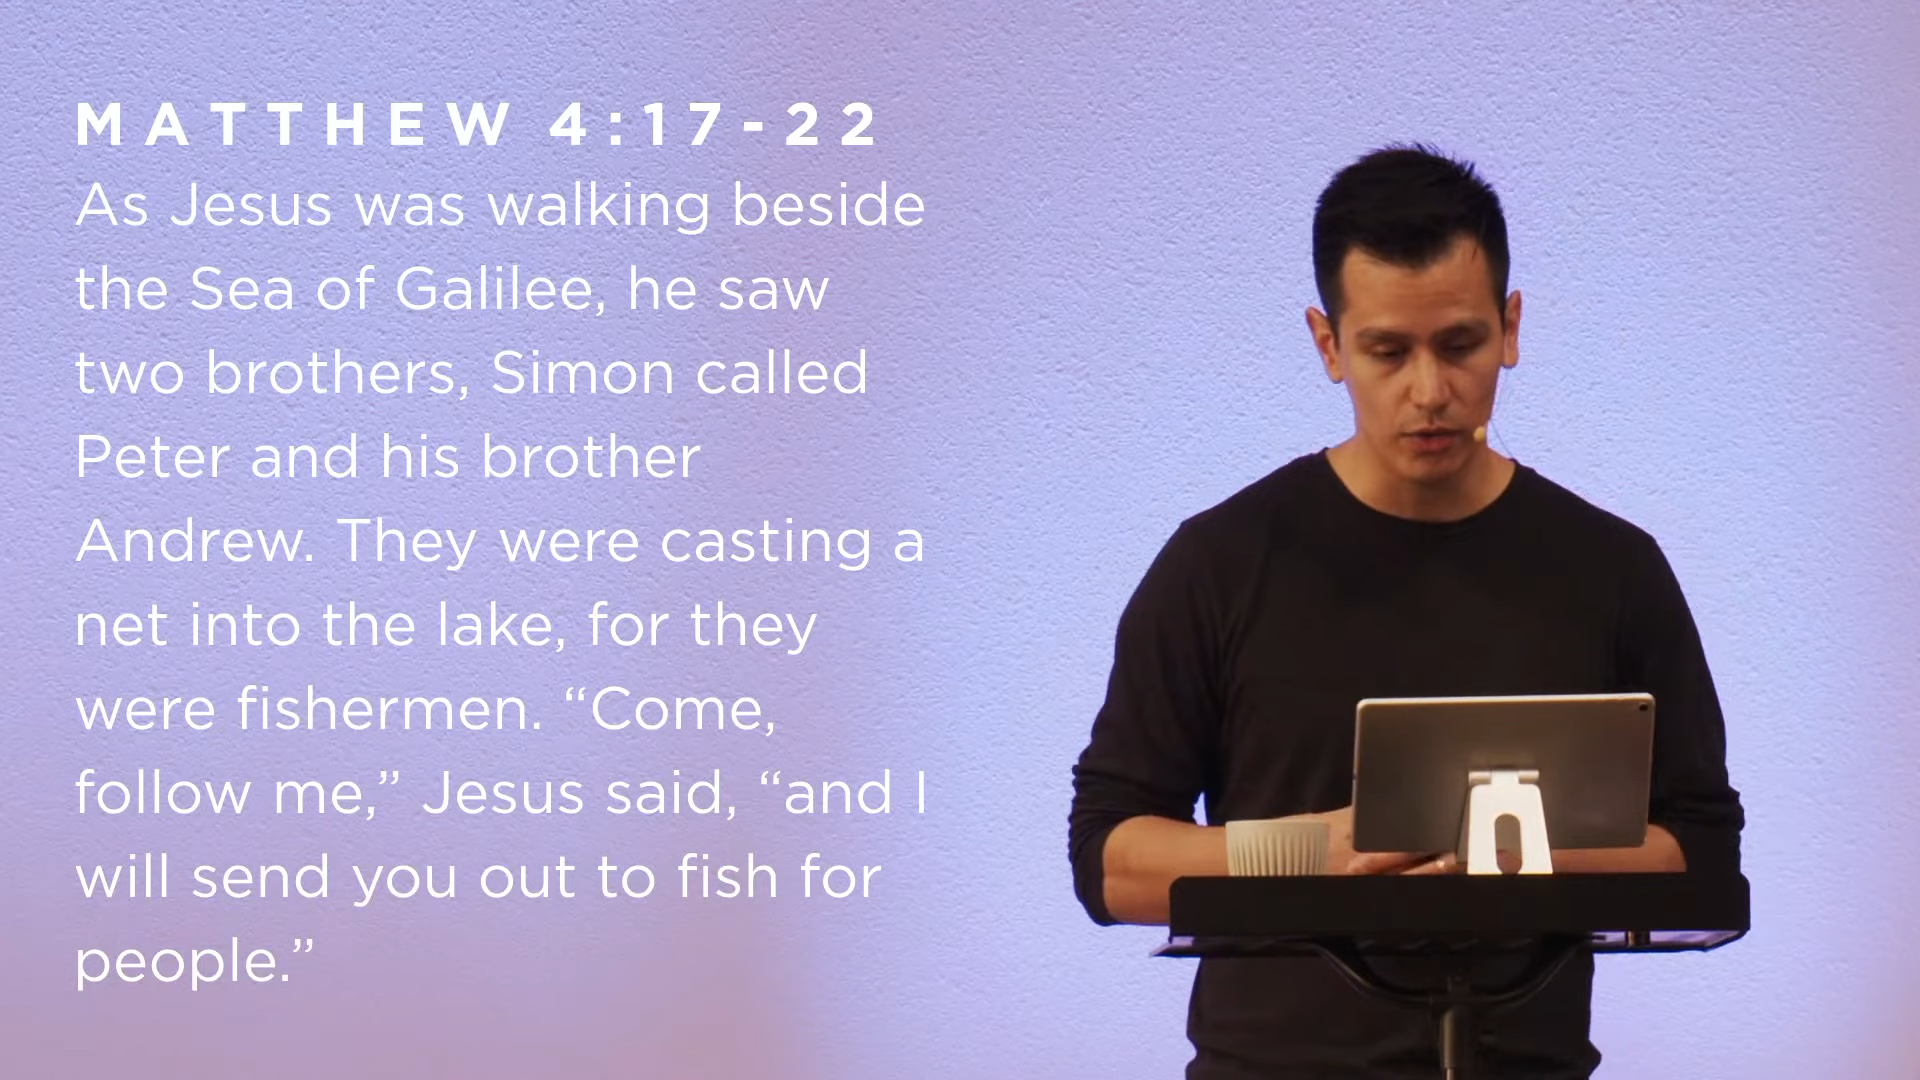 MATTHEW 4:17-22
As Jesus was walking beside
the Sea of Galilee, he saw
two brothers, Simon called
Peter and his brother
Andrew. They were casting a
net into the lake, for they
were fishermen. “Come,
follow me,” Jesus said, “and I
will send you out to fish for
people.”